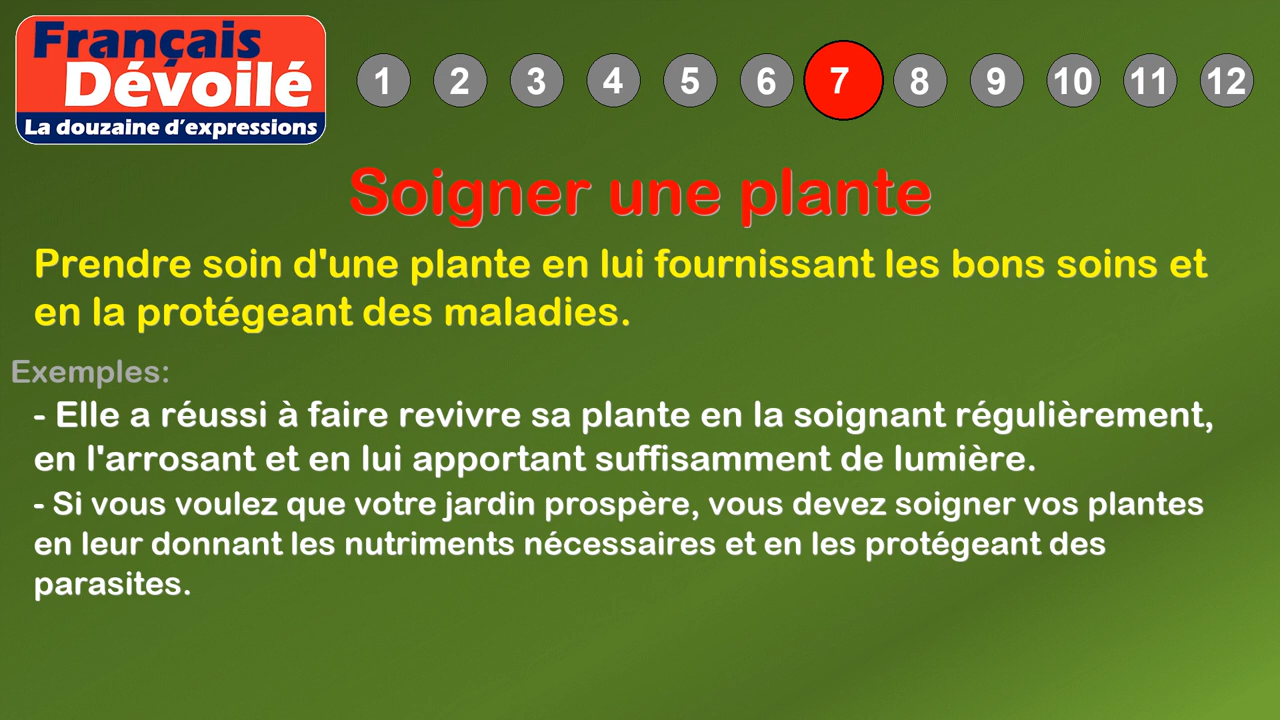 Français
Dévoilé
La douzaine d'expressions
1 2 3 4 5 6 7 8 9 10 11 12
Soigner une plante
Prendre soin d'une plante en lui fournissant les bons soins et
en la protégeant des maladies.
Exemples:
- Elle a réussi à faire revivre sa plante en la soignant régulièrement,
en l'arrosant et en lui apportant suffisamment de lumière.
- Si vous voulez que votre jardin prospère, vous devez soigner vos plantes
en leur donnant les nutriments nécessaires et en les protégeant des
parasites.